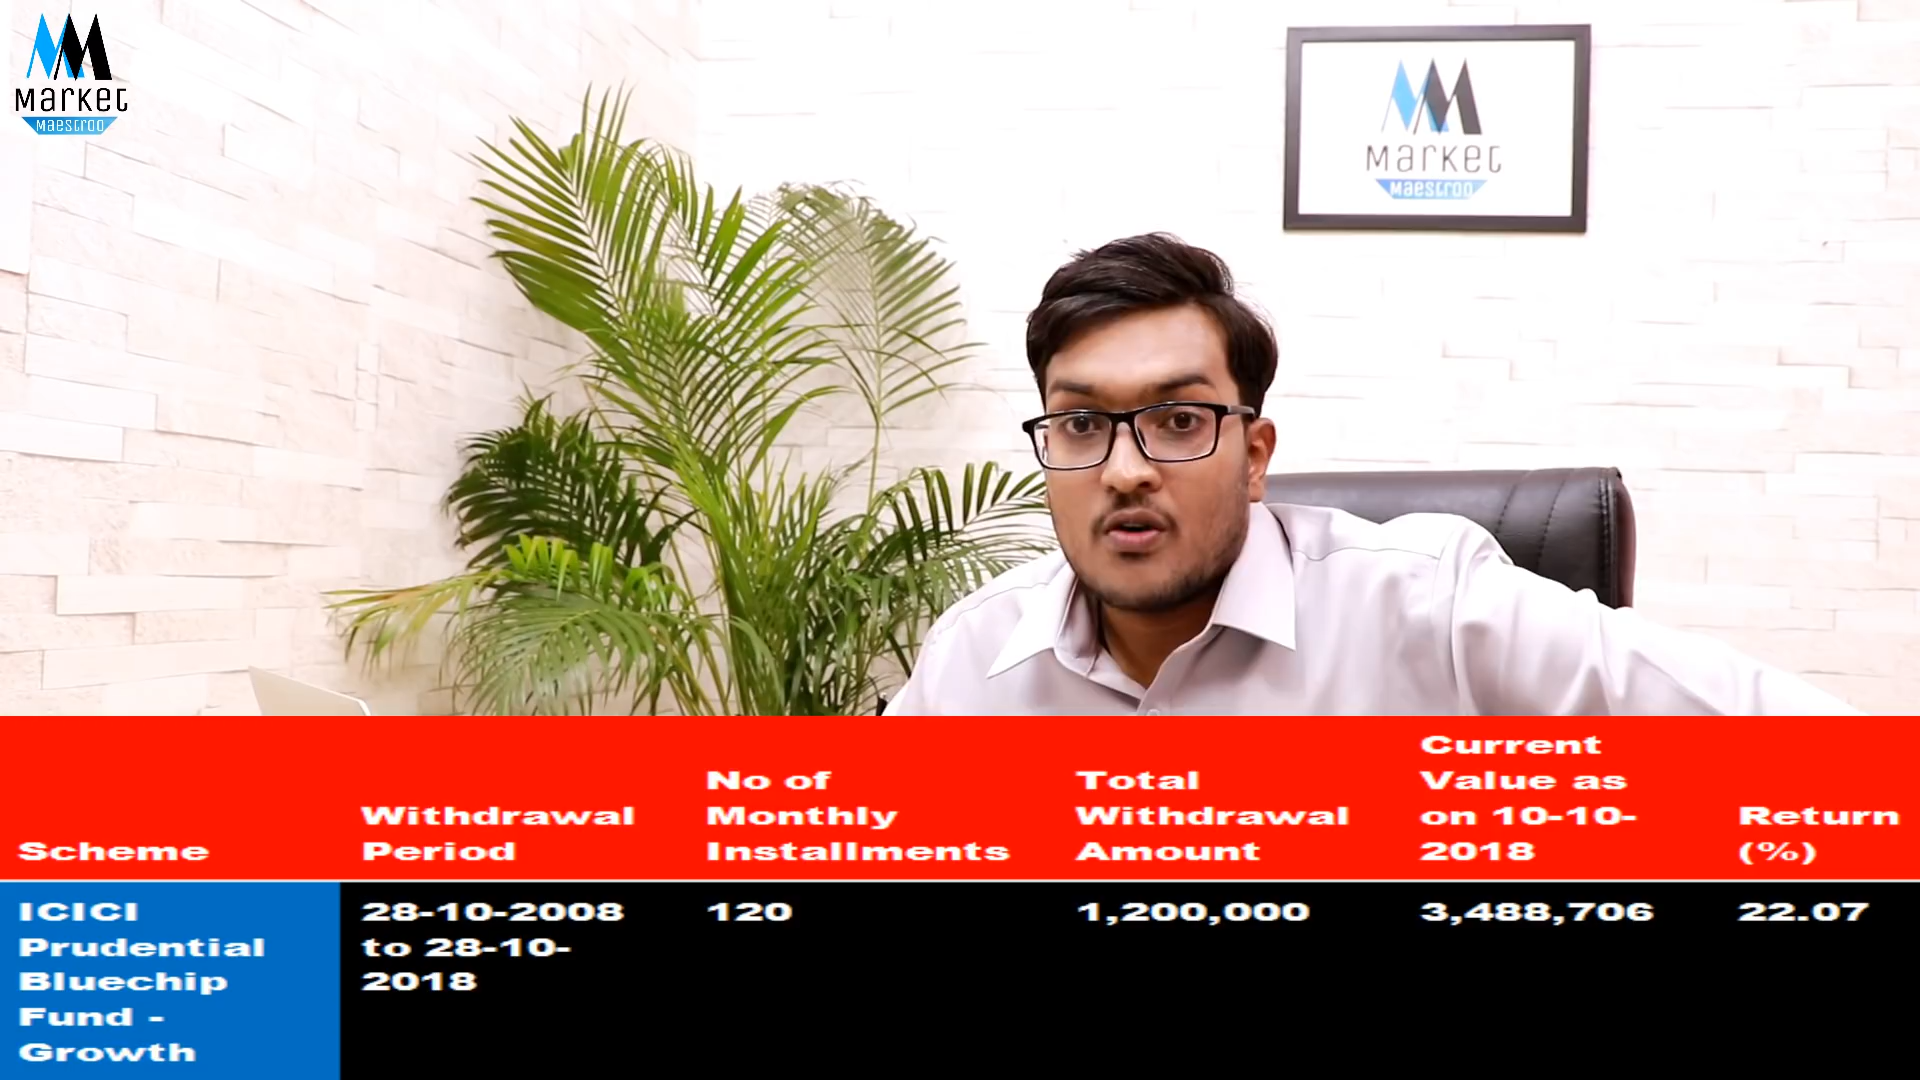 Market
Maestroo
Market
Maestroo
Scheme
Withdrawal
Period
No of
Monthly
Installments
Total
Withdrawal
Amount
Current
Value as
on 10-10-
2018
Return
(%)
ICICI
Prudential
Bluechip
Fund -
Growth
28-10-2008
to 28-10-
2018
120
1,200,000
3,488,706
22.07